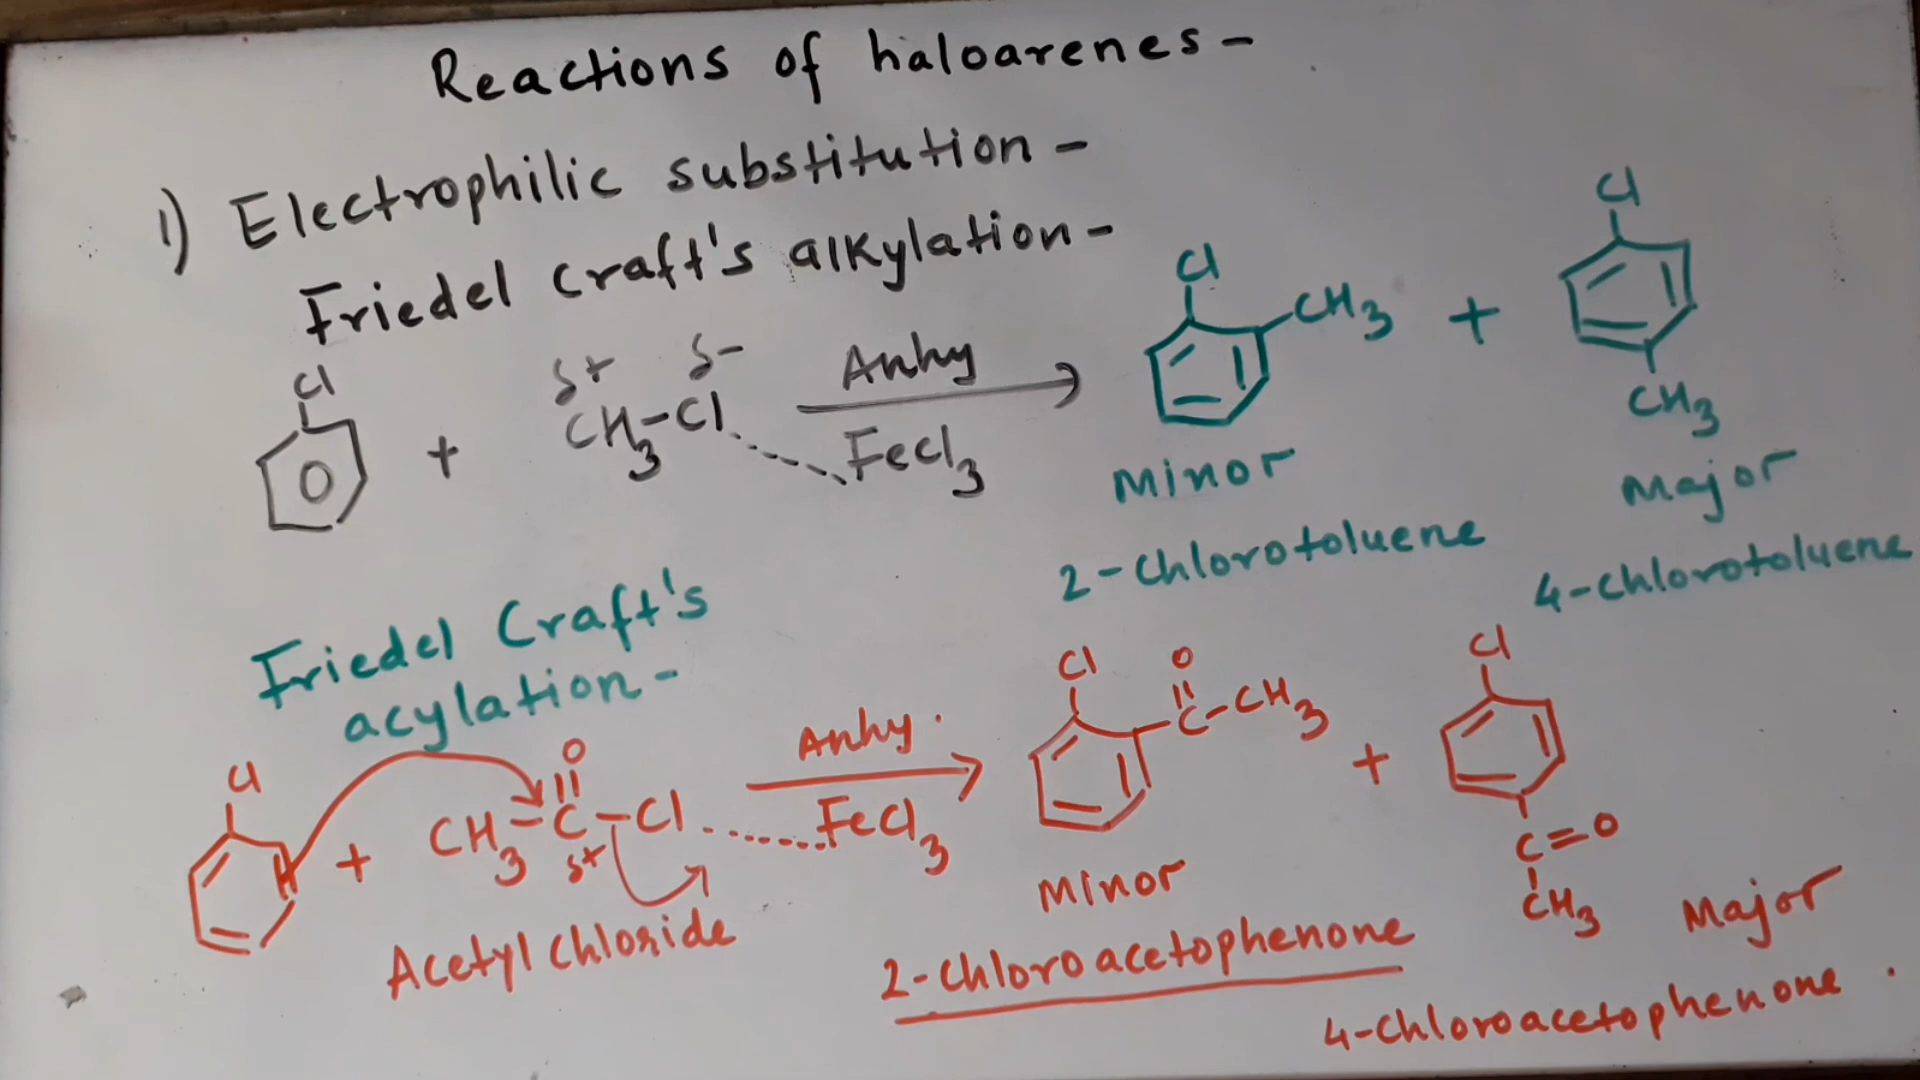 Reactions of haloarenes -
1) Electrophilic substitution -
Friedel Craft's alkylation -
Cl + δ+ δ- CH3-Cl Anhy FeCl3 Cl CH3 + Cl CH3
Minor Major
2-chlorotoluene 4-chlorotoluene
Friedel Craft's
acylation -
Cl + CH3-C-Cl O δ+ Anhy. FeCl3 Cl O C-CH3 + Cl C=O CH3
Acetyl chloride Minor Major
2-chloroacetophenone
4-chloroacetophenone.